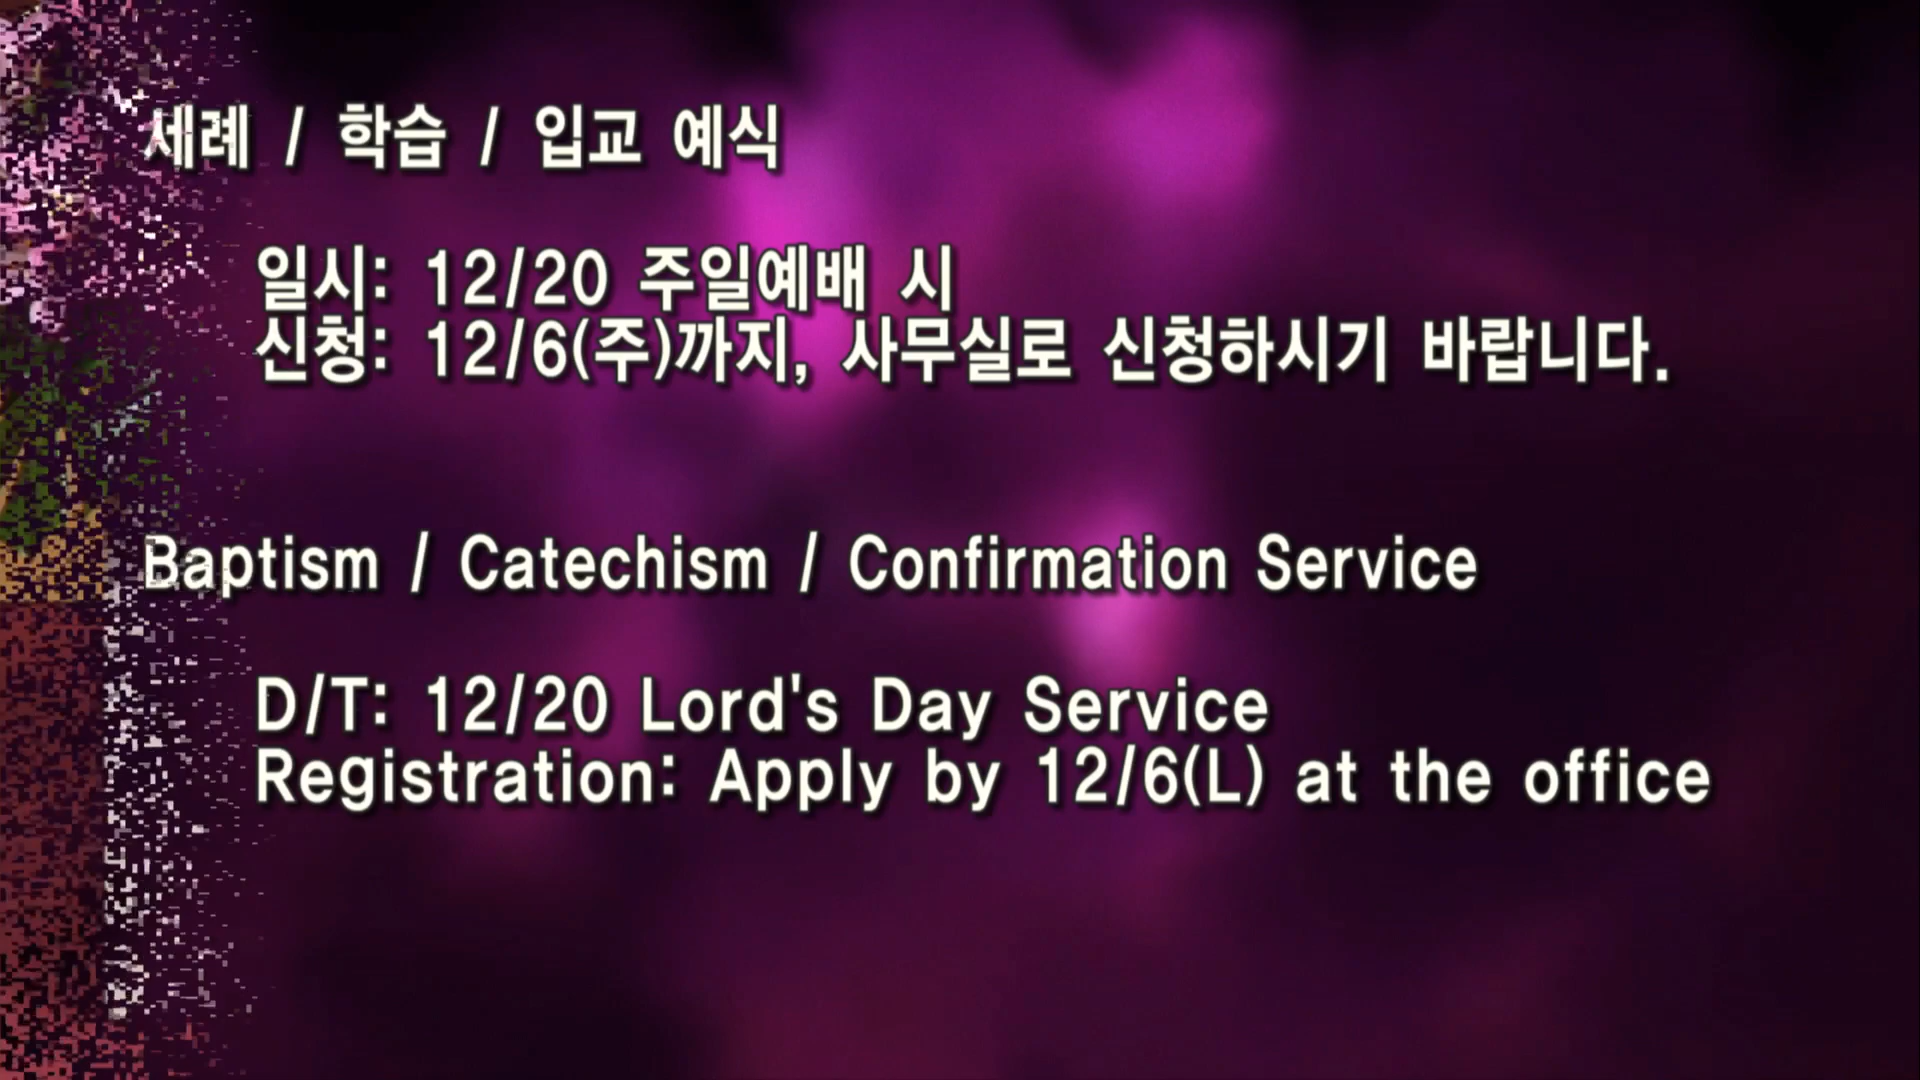 세례 / 학습 / 입교 예식
일시: 12/20 주일예배 시
신청: 12/6(주)까지, 사무실로 신청하시기 바랍니다.
Baptism / Catechism / Confirmation Service
D/T: 12/20 Lord's Day Service
Registration: Apply by 12/6(L) at the office